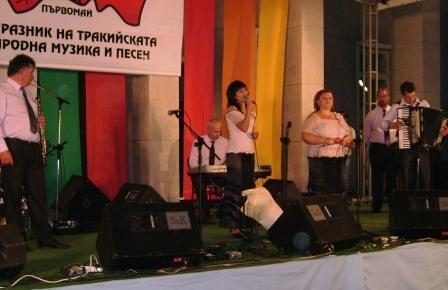 ПЪРВОМАЙ
РАЗНИК НА ТРАКИЙСКАТА
РОДНА МУЗИКА И ПЕСЕН
S&K